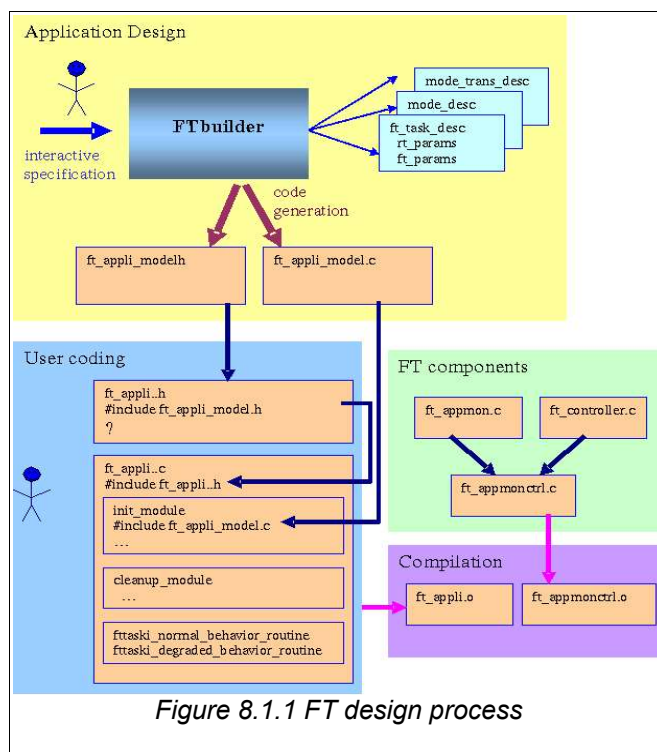 Application Design
FTbuilder
interactive
specification
mode_trans_desc
mode_desc
ft_task_desc
rt_params
ft_params
code
generation
ft_appli_modelh
ft_appli_model.c
User coding
ft_appli..h
#include ft_appli_model.h
?
ft_appli..c
#include ft_appli.h
init_module
#include ft_appli_model.c
...
cleanup_module
...
fttaski_normal_behavior_routine
fttaski_degraded_behavior_routine
FT components
ft_appmon.c
ft_controller.c
ft_appmonctrl.c
Compilation
ft_appli.o
ft_appmonctrl.o
Figure 8.1.1 FT design process